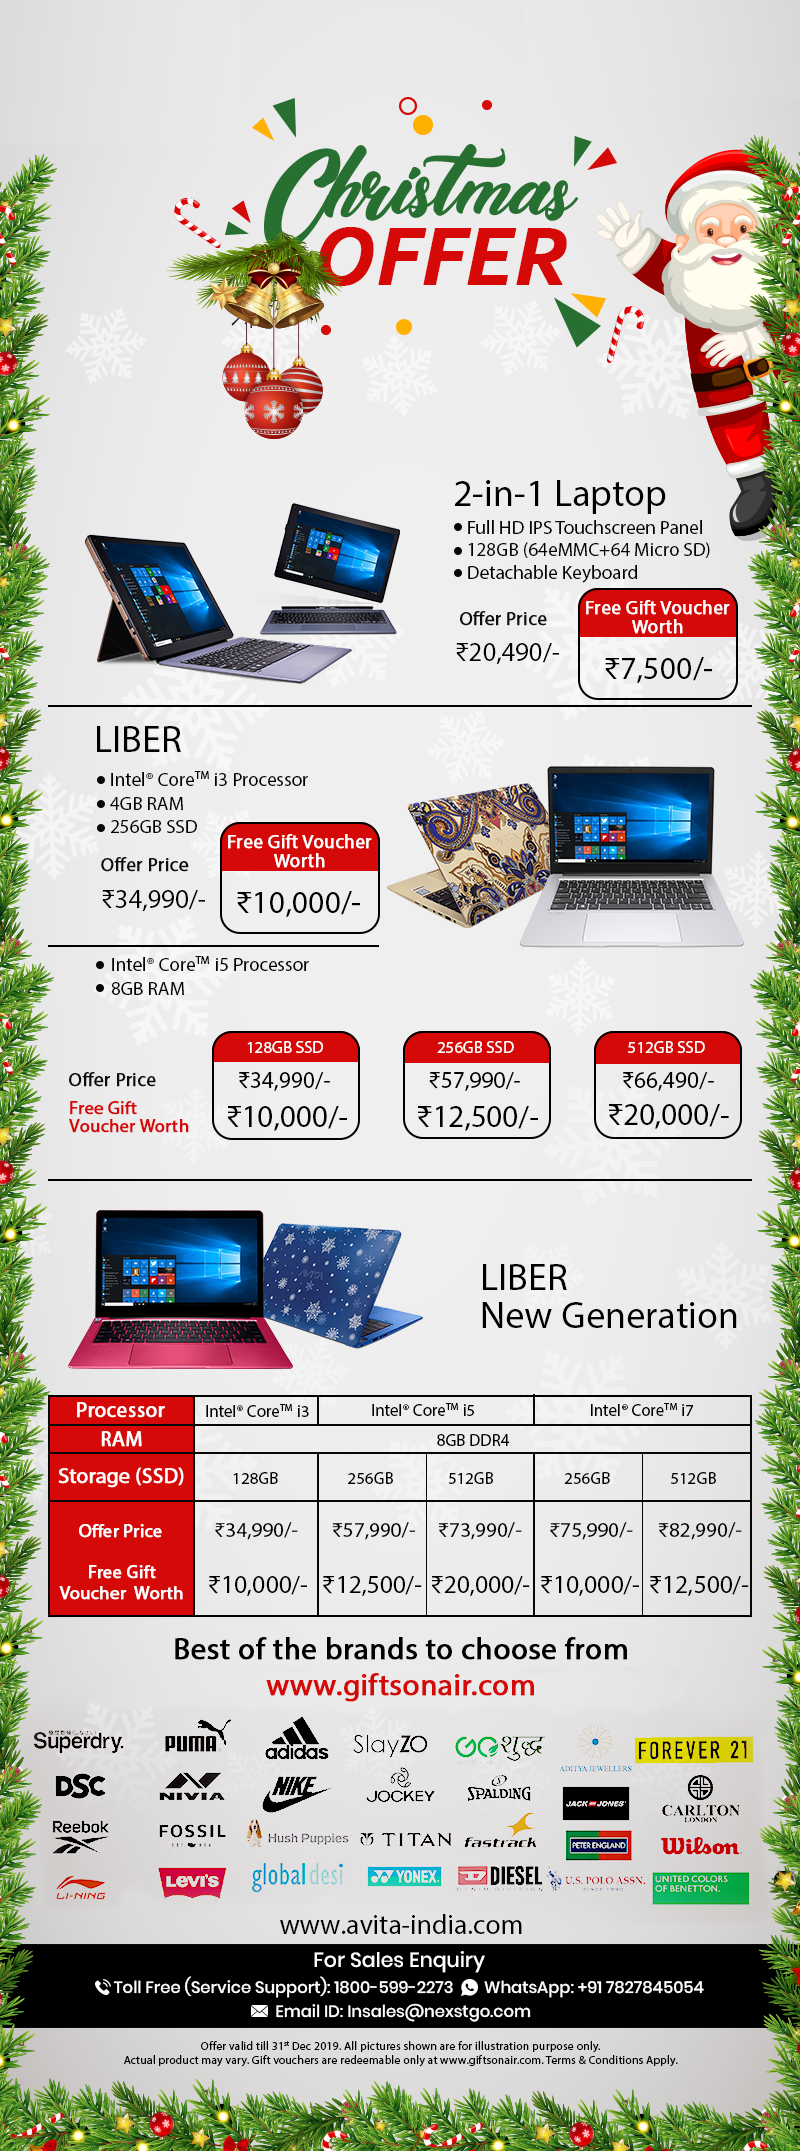 Christmas
OFFER
2-in-1 Laptop
• Full HD IPS Touchscreen Panel
• 128GB (64eMMC+64 Micro SD)
• Detachable Keyboard
Offer Price
₹20,490/-
Free Gift Voucher
Worth
₹7,500/-
LIBER
• Intel® Core™ i3 Processor
• 4GB RAM
• 256GB SSD
Offer Price
₹34,990/-
Free Gift Voucher
Worth
₹10,000/-
• Intel® Core™ i5 Processor
• 8GB RAM
128GB SSD 256GB SSD 512GB SSD
Offer Price ₹34,990/- ₹57,990/- ₹66,490/-
Free Gift
Voucher Worth ₹10,000/- ₹12,500/- ₹20,000/-
LIBER
New Generation
Processor Intel® Core™ i3 Intel® Core™ i5 Intel® Core™ i7
RAM 8GB DDR4
Storage (SSD) 128GB 256GB 512GB 256GB 512GB
Offer Price ₹34,990/- ₹57,990/- ₹73,990/- ₹75,990/- ₹82,990/-
Free Gift
Voucher Worth ₹10,000/- ₹12,500/- ₹20,000/- ₹10,000/- ₹12,500/-
Best of the brands to choose from
www.giftsonair.com
Superdry. PUMA adidas SlayZO शुद्ध ADITYA JEWELLERS FOREVER 21
DSC NIVIA NIKE JOCKEY SPALDING JACK JONES CARLTON
LONDON
Reebok FOSSIL Hush Puppies TITAN fastrack PETER ENGLAND Wilson
LI-NING LEVI'S global desi YONEX DIESEL U.S. POLO ASSN. UNITED COLORS
OF BENETTON.
www.avita-india.com
For Sales Enquiry
Toll Free (Service Support): 1800-599-2273 WhatsApp: +91 7827845054
Email ID: Insales@nexstgo.com
Offer valid till 31st Dec 2019. All pictures shown are for illustration purpose only.
Actual product may vary. Gift vouchers are redeemable only at www.giftsonair.com. Terms & Conditions Apply.